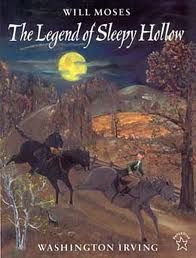 WILL MOSES
The Legend of Sleepy Hollow
WASHINGTON IRVING